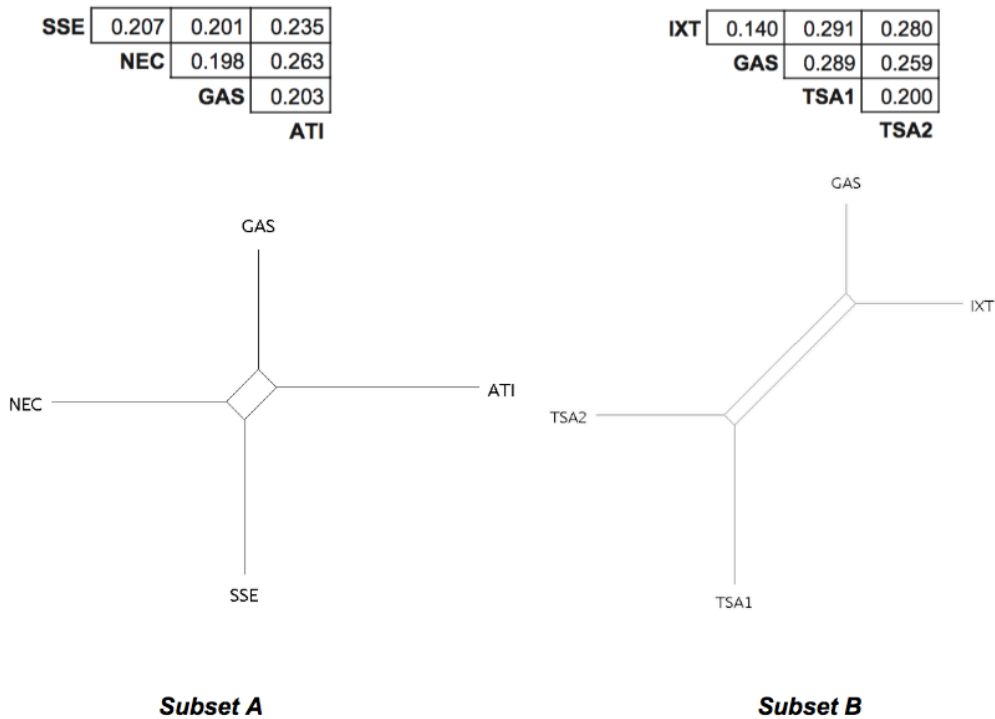 SSE 0.207 0.201 0.235
NEC 0.198 0.263
GAS 0.203
ATI
IXT 0.140 0.291 0.280
GAS 0.289 0.259
TSA1 0.200
TSA2
GAS
NEC
ATI
SSE
GAS
IXT
TSA2
TSA1
Subset A
Subset B